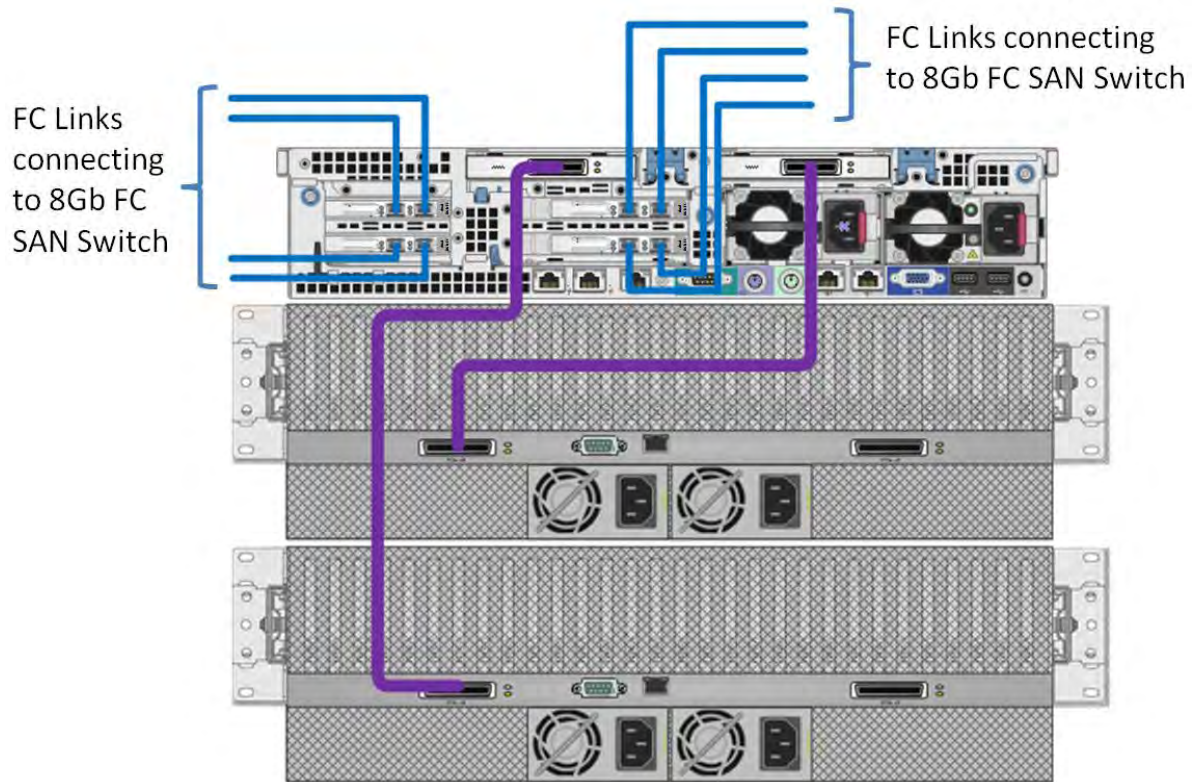 FC Links connecting
to 8Gb FC SAN Switch
FC Links
connecting
to 8Gb FC
SAN Switch